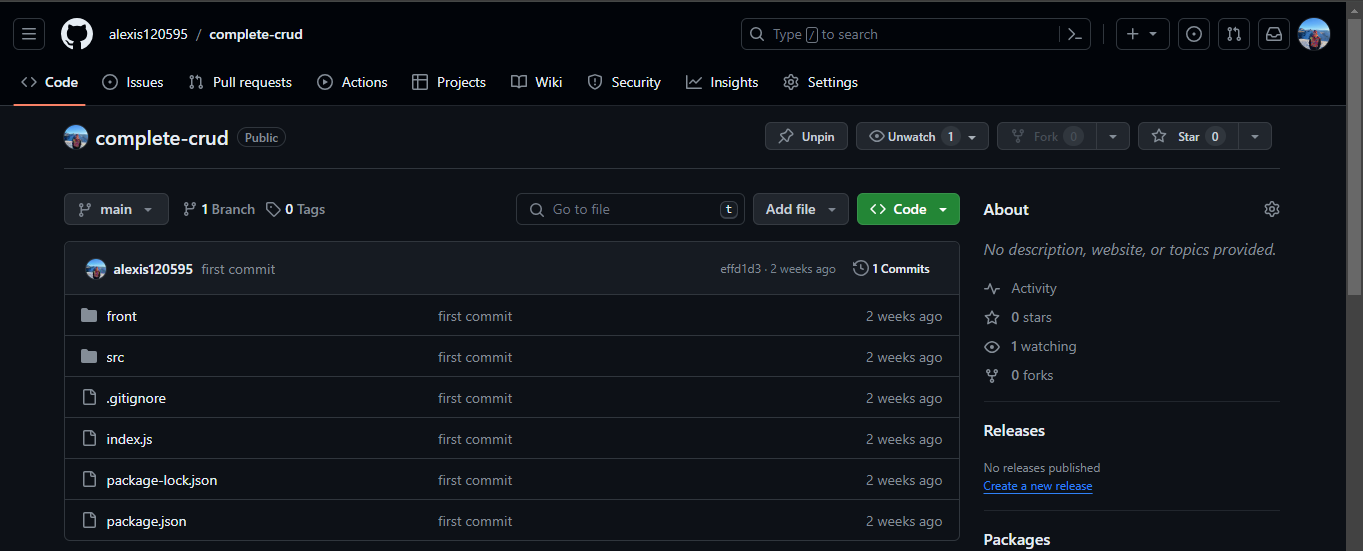 alexis120595 / complete-crud Type / to search
Code Issues Pull requests Actions Projects Wiki Security Insights Settings
complete-crud Public Unpin Unwatch 1 Fork 0 Star 0
main 1 Branch 0 Tags Go to file t Add file Code
alexis120595 first commit effd1d3 · 2 weeks ago 1 Commits
front first commit 2 weeks ago
src first commit 2 weeks ago
.gitignore first commit 2 weeks ago
index.js first commit 2 weeks ago
package-lock.json first commit 2 weeks ago
package.json first commit 2 weeks ago
About
No description, website, or topics provided.
Activity
0 stars
1 watching
0 forks
Releases
No releases published
Create a new release
Packages